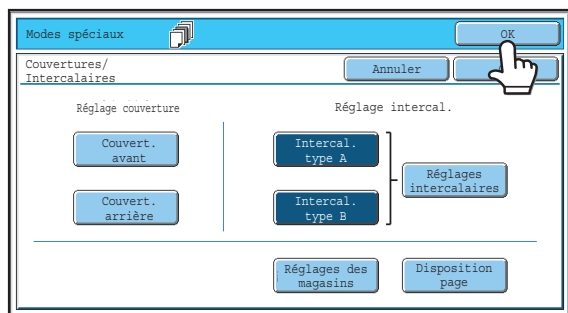 Modes spéciaux
OK
Couvertures/
Intercalaires
Annuler
Réglage couverture
Réglage intercal.
Couvert.
avant
Intercal.
type A
Réglages
intercalaires
Couvert.
arrière
Intercal.
type B
Réglages des
magasins
Disposition
page